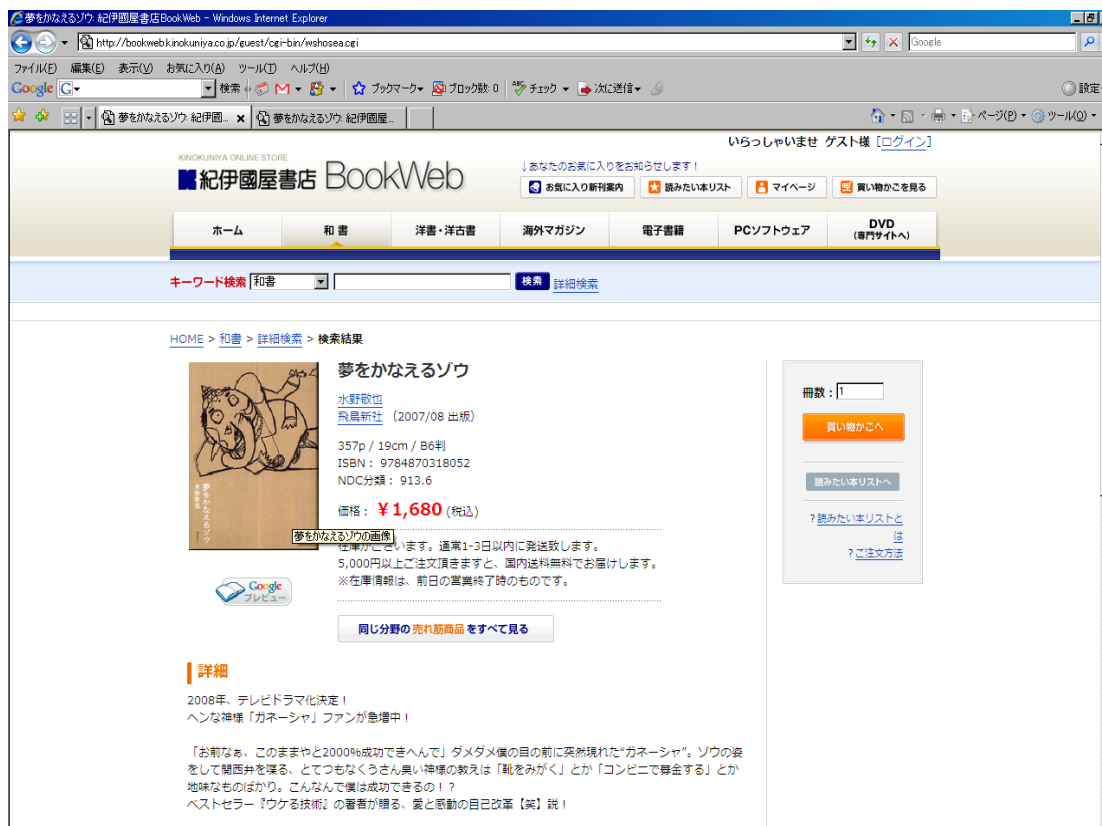 夢をかなえるゾウ: 紀伊國屋書店BookWeb - Windows Internet Explorer
http://bookweb.kinokuniya.co.jp/guest/cgi-bin/wshosea.cgi
Google
ファイル(F) 編集(E) 表示(V) お気に入り(A) ツール(T) ヘルプ(H)
Google G 検索 ブックマーク ブロック数: 0 チェック 次に送信 設定
夢をかなえるゾウ: 紀伊國... 夢をかなえるゾウ: 紀伊國屋... ページ(P) ツール(O)
いらっしゃいませ ゲスト様 [ログイン]
KINOKUNIYA ONLINE STORE
紀伊國屋書店 BookWeb
↓あなたのお気に入りをお知らせします!
お気に入り新刊案内 読みたい本リスト マイページ 買い物かごを見る
ホーム 和書 洋書・洋古書 海外マガジン 電子書籍 PCソフトウェア DVD
(専門サイトへ)
キーワード検索 和書 検索 詳細検索
HOME > 和書 > 詳細検索 > 検索結果
夢をかなえるゾウ
水野敬也
飛鳥新社 (2007/08 出版)
357p / 19cm / B6判
ISBN: 9784870318052
NDC分類: 913.6
価格: ¥1,680 (税込)
夢をかなえるゾウの画像
在庫がございます。通常1-3日以内に発送致します。
5,000円以上ご注文頂きますと、国内送料無料でお届けします。
※在庫情報は、前日の営業終了時のものです。
冊数: 1
買い物かごへ
読みたい本リストへ
?読みたい本リストと
は
?ご注文方法
夢をかなえるゾウ
水野敬也
Google
プレビュー
同じ分野の売れ筋商品をすべて見る
詳細
2008年、テレビドラマ化決定!
ヘンな神様「ガネーシャ」ファンが急増中!
「お前なぁ、このままやと2000%成功できへんで」ダメダメ僕の目の前に突然現れた“ガネーシャ”。ゾウの姿
をして関西弁を喋る、とてつもなくうさん臭い神様の教えは「靴をみがく」とか「コンビニで募金する」とか
地味なものばかり。こんなんで僕は成功できるの!?
ベストセラー『ウケる技術』の著者が贈る、愛と感動の自己改革【笑】説!